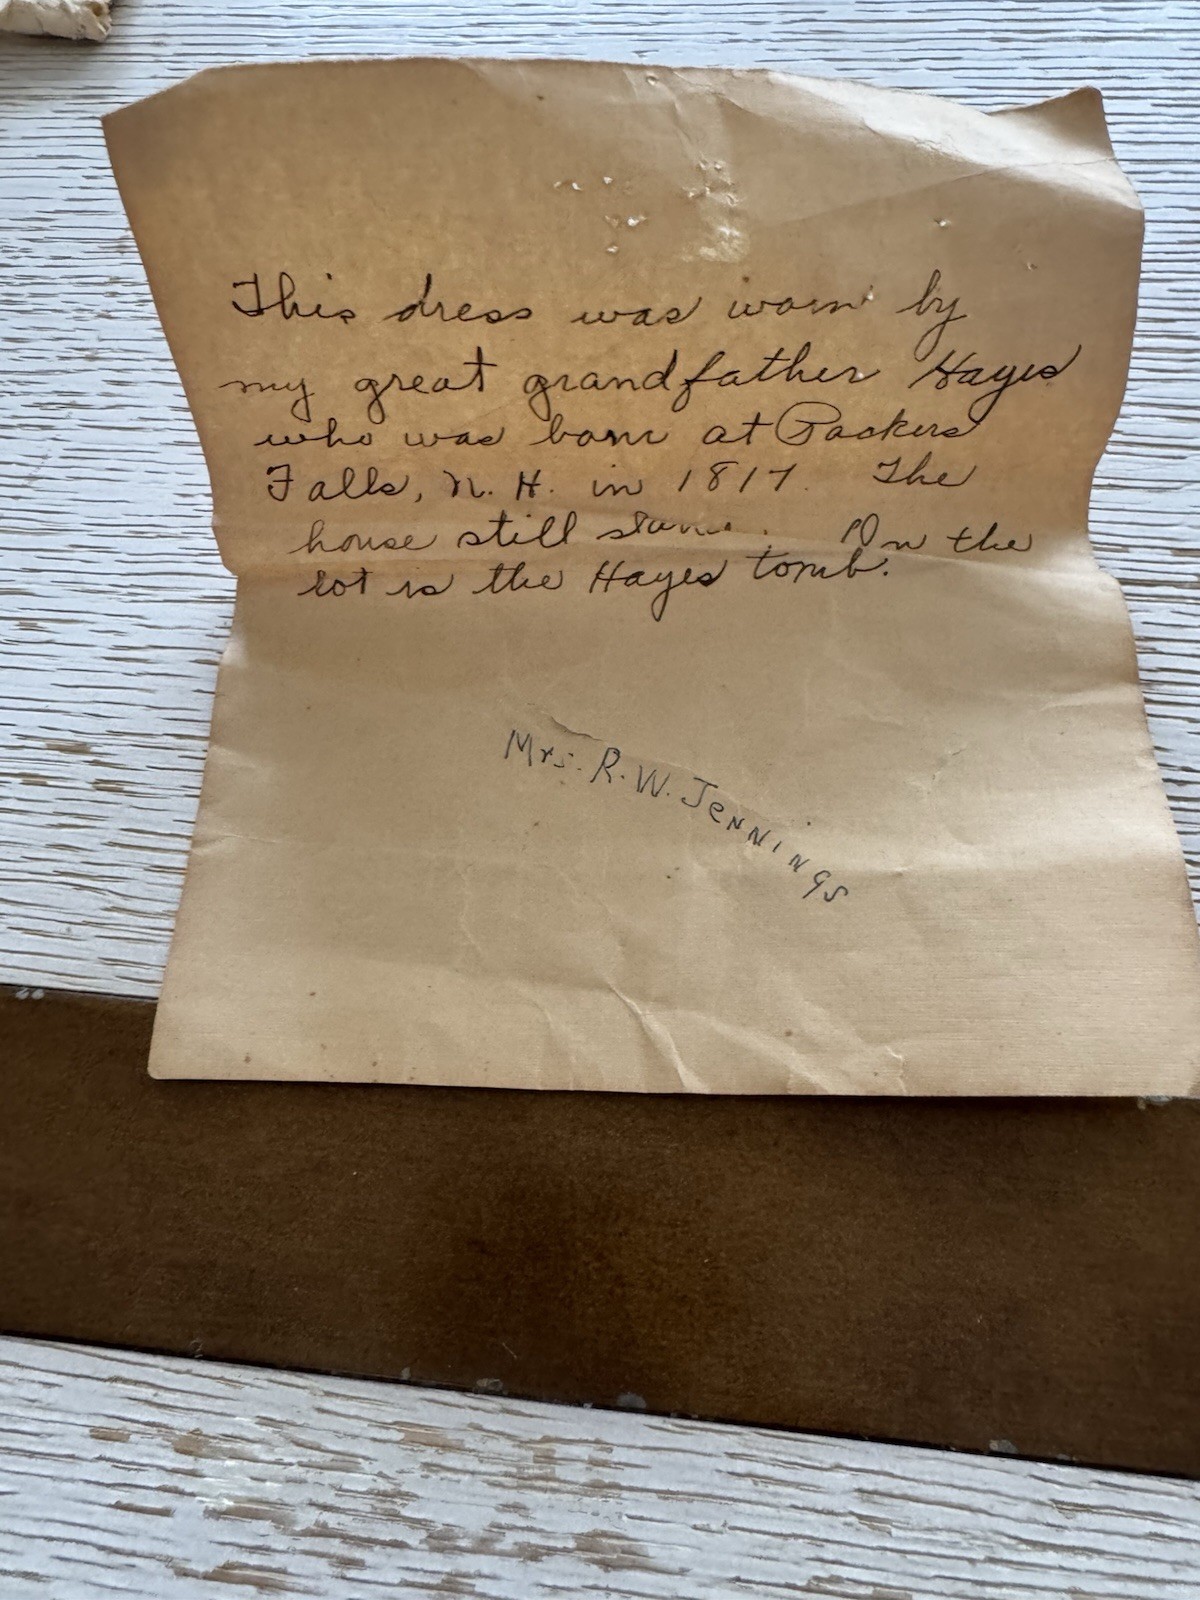 This dress was worn by
my great grandfather Hayes
who was born at Packers
Falls, N. H. in 1817. The
house still stands. On the
lot is the Hayes tomb.
Mrs. R. W. Jennings